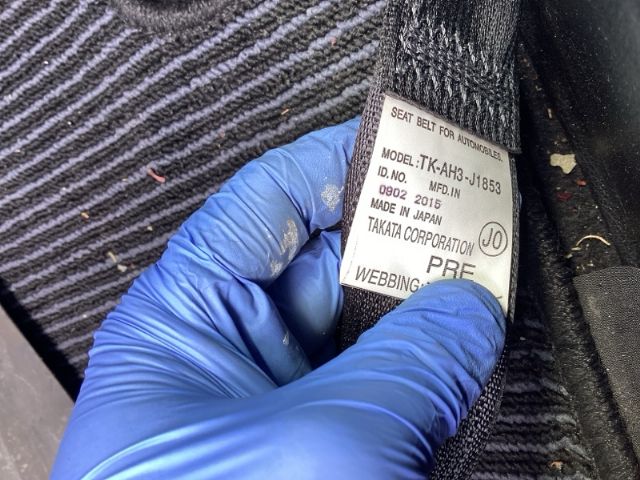 SEAT BELT FOR AUTOMOBILES.
MODEL:TK-AH3-J1853
ID.NO. MFD.IN
0802 2015
MADE IN JAPAN
TAKATA CORPORATION JO
PRE
WEBBING: